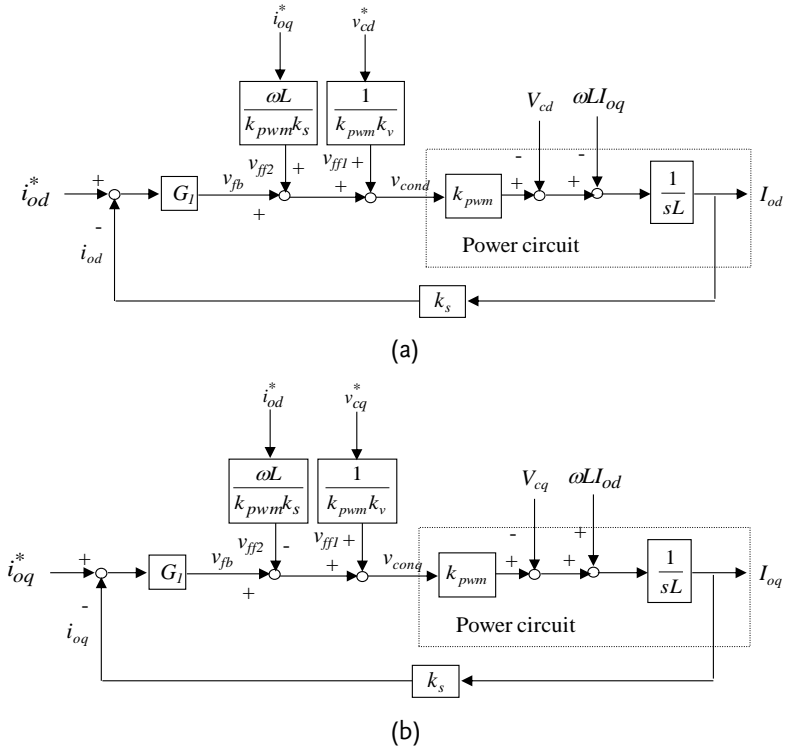 i*oq v*cd
ωL 1 Vcd ωLIoq
kpwmks kpwmkv
vff2 + vff1 + vcond - -
i*od + G1 vfb + + kpwm + + 1 Iod
sL
- Power circuit
iod
ks
(a)
i*od v*cq
ωL 1 Vcq ωLIod
kpwmks kpwmkv
vff2 - vff1 + vconq - +
i*oq + G1 vfb + + kpwm + + 1 Ioq
sL
- Power circuit
ioq
ks
(b)